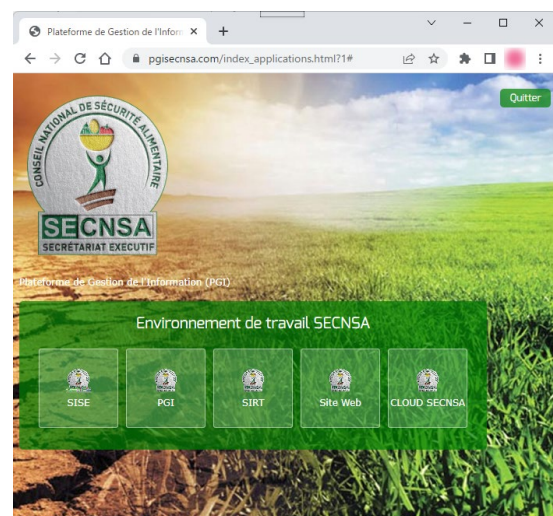 Plateforme de Gestion de l'Inform
pgisecnsa.com/index_applications.html?1#
Quitter
CONSEIL NATIONAL DE SÉCURITÉ ALIMENTAIRE
SECNSA
SECRÉTARIAT EXECUTIF
Plateforme de Gestion de l'Information (PGI)
Environnement de travail SECNSA
SISE
PGI
SIRT
Site Web
CLOUD SECNSA